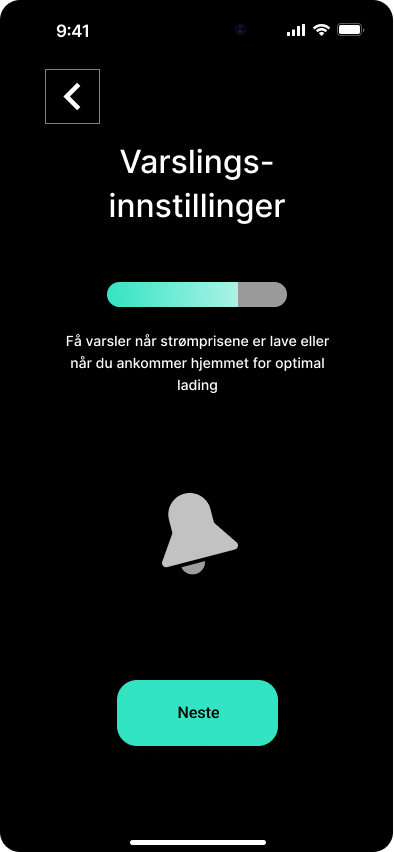 9:41
Varslings-
innstillinger
Få varsler når strømprisene er lave eller
når du ankommer hjemmet for optimal
lading
Neste